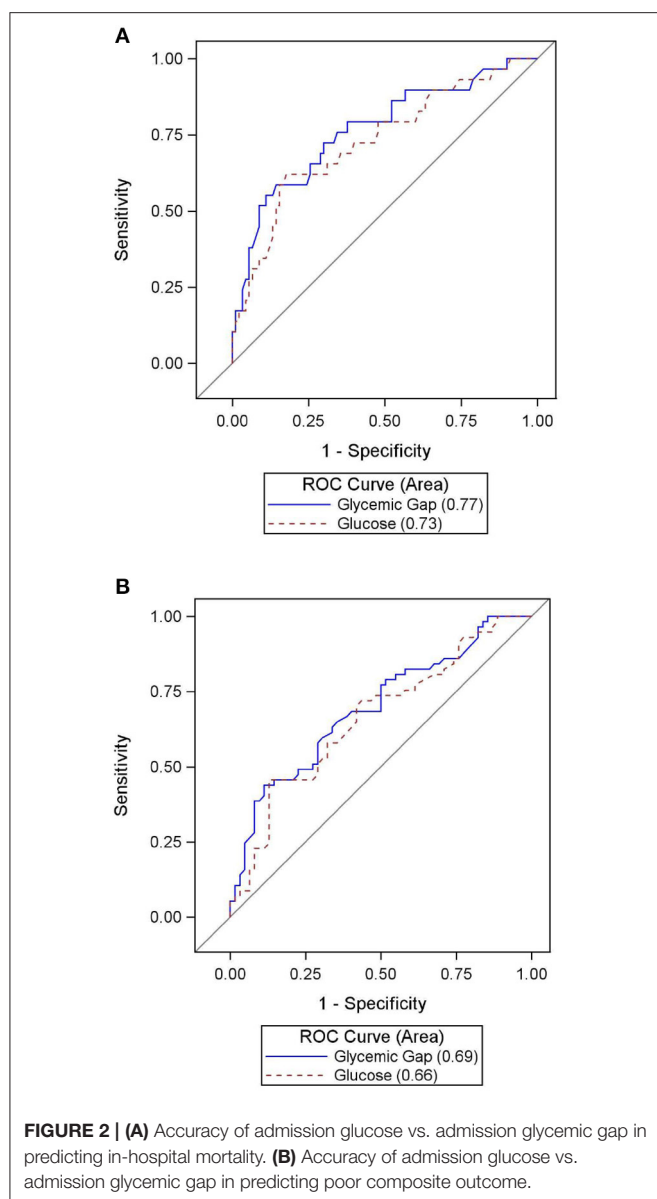 A
1.00
0.75
0.50
0.25
0.00
Sensitivity
0.00 0.25 0.50 0.75 1.00
1 - Specificity
ROC Curve (Area)
Glycemic Gap (0.77)
Glucose (0.73)
B
1.00
0.75
0.50
0.25
0.00
Sensitivity
0.00 0.25 0.50 0.75 1.00
1 - Specificity
ROC Curve (Area)
Glycemic Gap (0.69)
Glucose (0.66)
FIGURE 2 | (A) Accuracy of admission glucose vs. admission glycemic gap in
predicting in-hospital mortality. (B) Accuracy of admission glucose vs.
admission glycemic gap in predicting poor composite outcome.